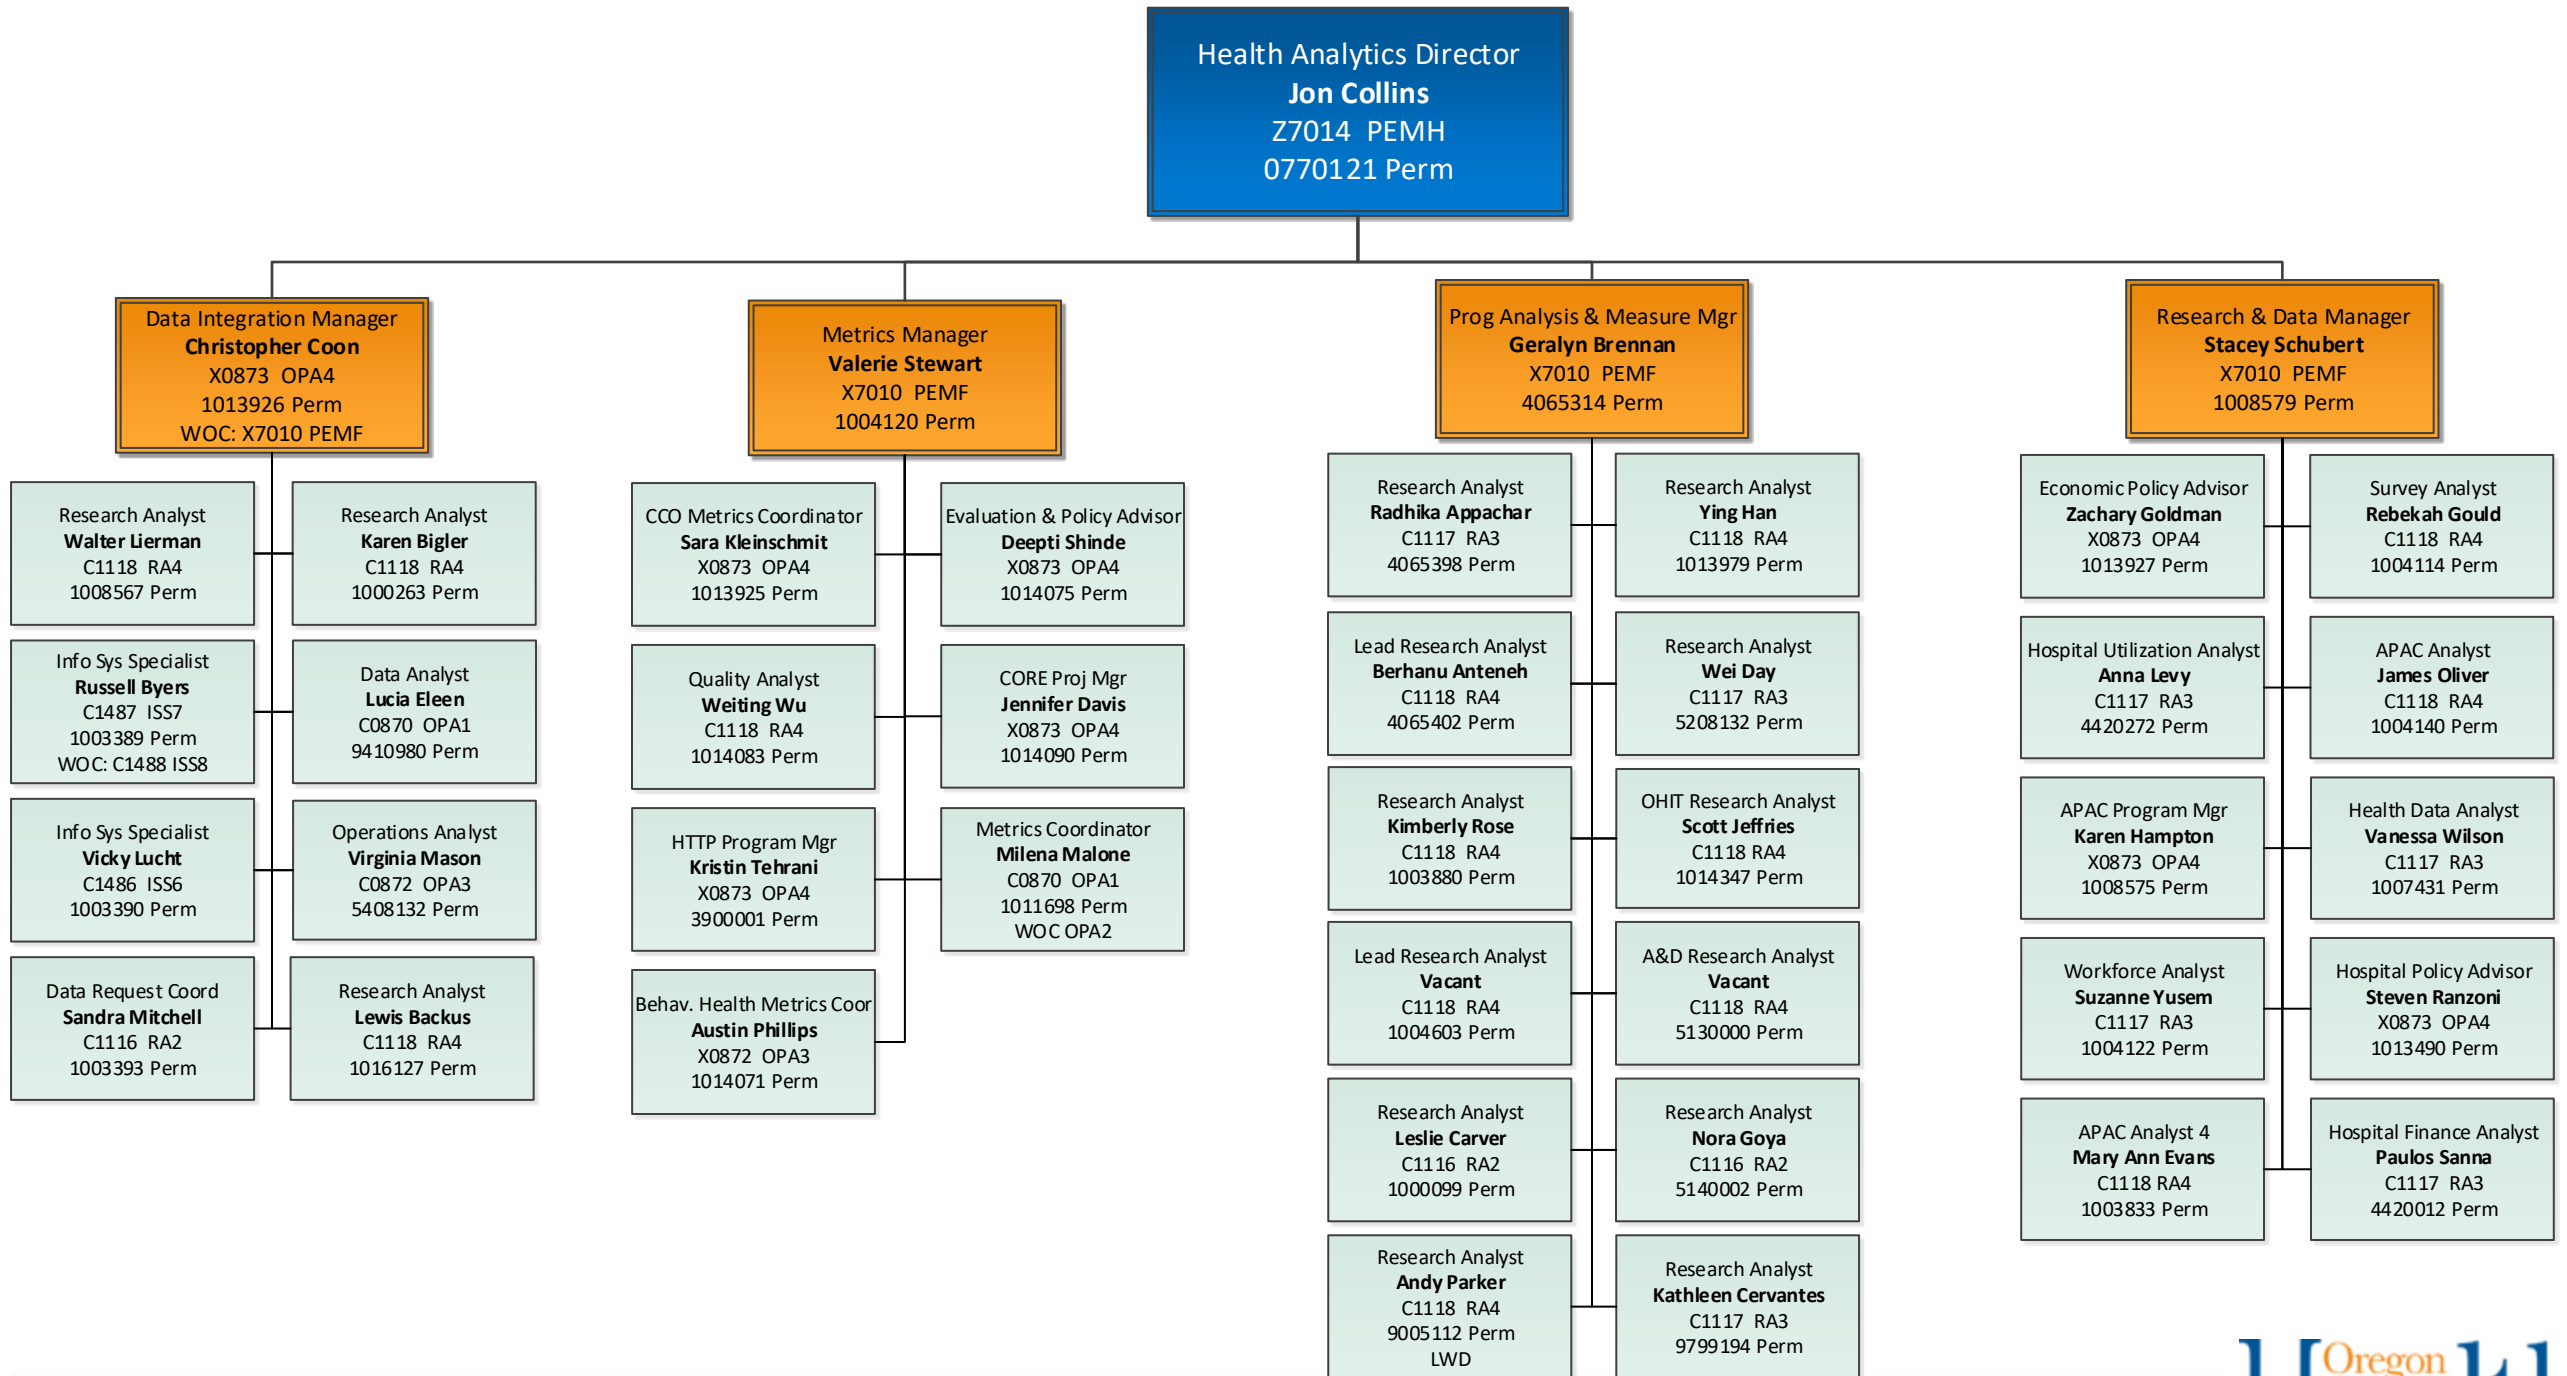 Health Analytics Director
Jon Collins
Z7014 PEMH
0770121 Perm
Data Integration Manager
Christopher Coon
X0873 OPA4
1013926 Perm
WOC: X7010 PEMF
Research Analyst
Walter Lierman
C1118 RA4
1008567 Perm
Research Analyst
Karen Bigler
C1118 RA4
1000263 Perm
Info Sys Specialist
Russell Byers
C1487 ISS7
1003389 Perm
WOC: C1488 ISS8
Data Analyst
Lucia Eleen
C0870 OPA1
9410980 Perm
Info Sys Specialist
Vicky Lucht
C1486 ISS6
1003390 Perm
Operations Analyst
Virginia Mason
C0872 OPA3
5408132 Perm
Data Request Coord
Sandra Mitchell
C1116 RA2
1003393 Perm
Research Analyst
Lewis Backus
C1118 RA4
1016127 Perm
Metrics Manager
Valerie Stewart
X7010 PEMF
1004120 Perm
CCO Metrics Coordinator
Sara Kleinschmit
X0873 OPA4
1013925 Perm
Evaluation & Policy Advisor
Deepti Shinde
X0873 OPA4
1014075 Perm
Quality Analyst
Weiting Wu
C1118 RA4
1014083 Perm
CORE Proj Mgr
Jennifer Davis
X0873 OPA4
1014090 Perm
HTTP Program Mgr
Kristin Tehrani
X0873 OPA4
3900001 Perm
Metrics Coordinator
Milena Malone
C0870 OPA1
1011698 Perm
WOC OPA2
Behav. Health Metrics Coor
Austin Phillips
X0872 OPA3
1014071 Perm
Prog Analysis & Measure Mgr
Geralyn Brennan
X7010 PEMF
4065314 Perm
Research Analyst
Radhika Appachar
C1117 RA3
4065398 Perm
Research Analyst
Ying Han
C1118 RA4
1013979 Perm
Lead Research Analyst
Berhanu Anteneh
C1118 RA4
4065402 Perm
Research Analyst
Wei Day
C1117 RA3
5208132 Perm
Research Analyst
Kimberly Rose
C1118 RA4
1003880 Perm
OHIT Research Analyst
Scott Jeffries
C1118 RA4
1014347 Perm
Lead Research Analyst
Vacant
C1118 RA4
1004603 Perm
A&D Research Analyst
Vacant
C1118 RA4
5130000 Perm
Research Analyst
Leslie Carver
C1116 RA2
1000099 Perm
Research Analyst
Nora Goya
C1116 RA2
5140002 Perm
Research Analyst
Andy Parker
C1118 RA4
9005112 Perm
LWD
Research Analyst
Kathleen Cervantes
C1117 RA3
9799194 Perm
Research & Data Manager
Stacey Schubert
X7010 PEMF
1008579 Perm
Economic Policy Advisor
Zachary Goldman
X0873 OPA4
1013927 Perm
Survey Analyst
Rebekah Gould
C1118 RA4
1004114 Perm
Hospital Utilization Analyst
Anna Levy
C1117 RA3
4420272 Perm
APAC Analyst
James Oliver
C1118 RA4
1004140 Perm
APAC Program Mgr
Karen Hampton
X0873 OPA4
1008575 Perm
Health Data Analyst
Vanessa Wilson
C1117 RA3
1007431 Perm
Workforce Analyst
Suzanne Yusem
C1117 RA3
1004122 Perm
Hospital Policy Advisor
Steven Ranzoni
X0873 OPA4
1013490 Perm
APAC Analyst 4
Mary Ann Evans
C1118 RA4
1003833 Perm
Hospital Finance Analyst
Paulos Sanna
C1117 RA3
4420012 Perm
Oregon